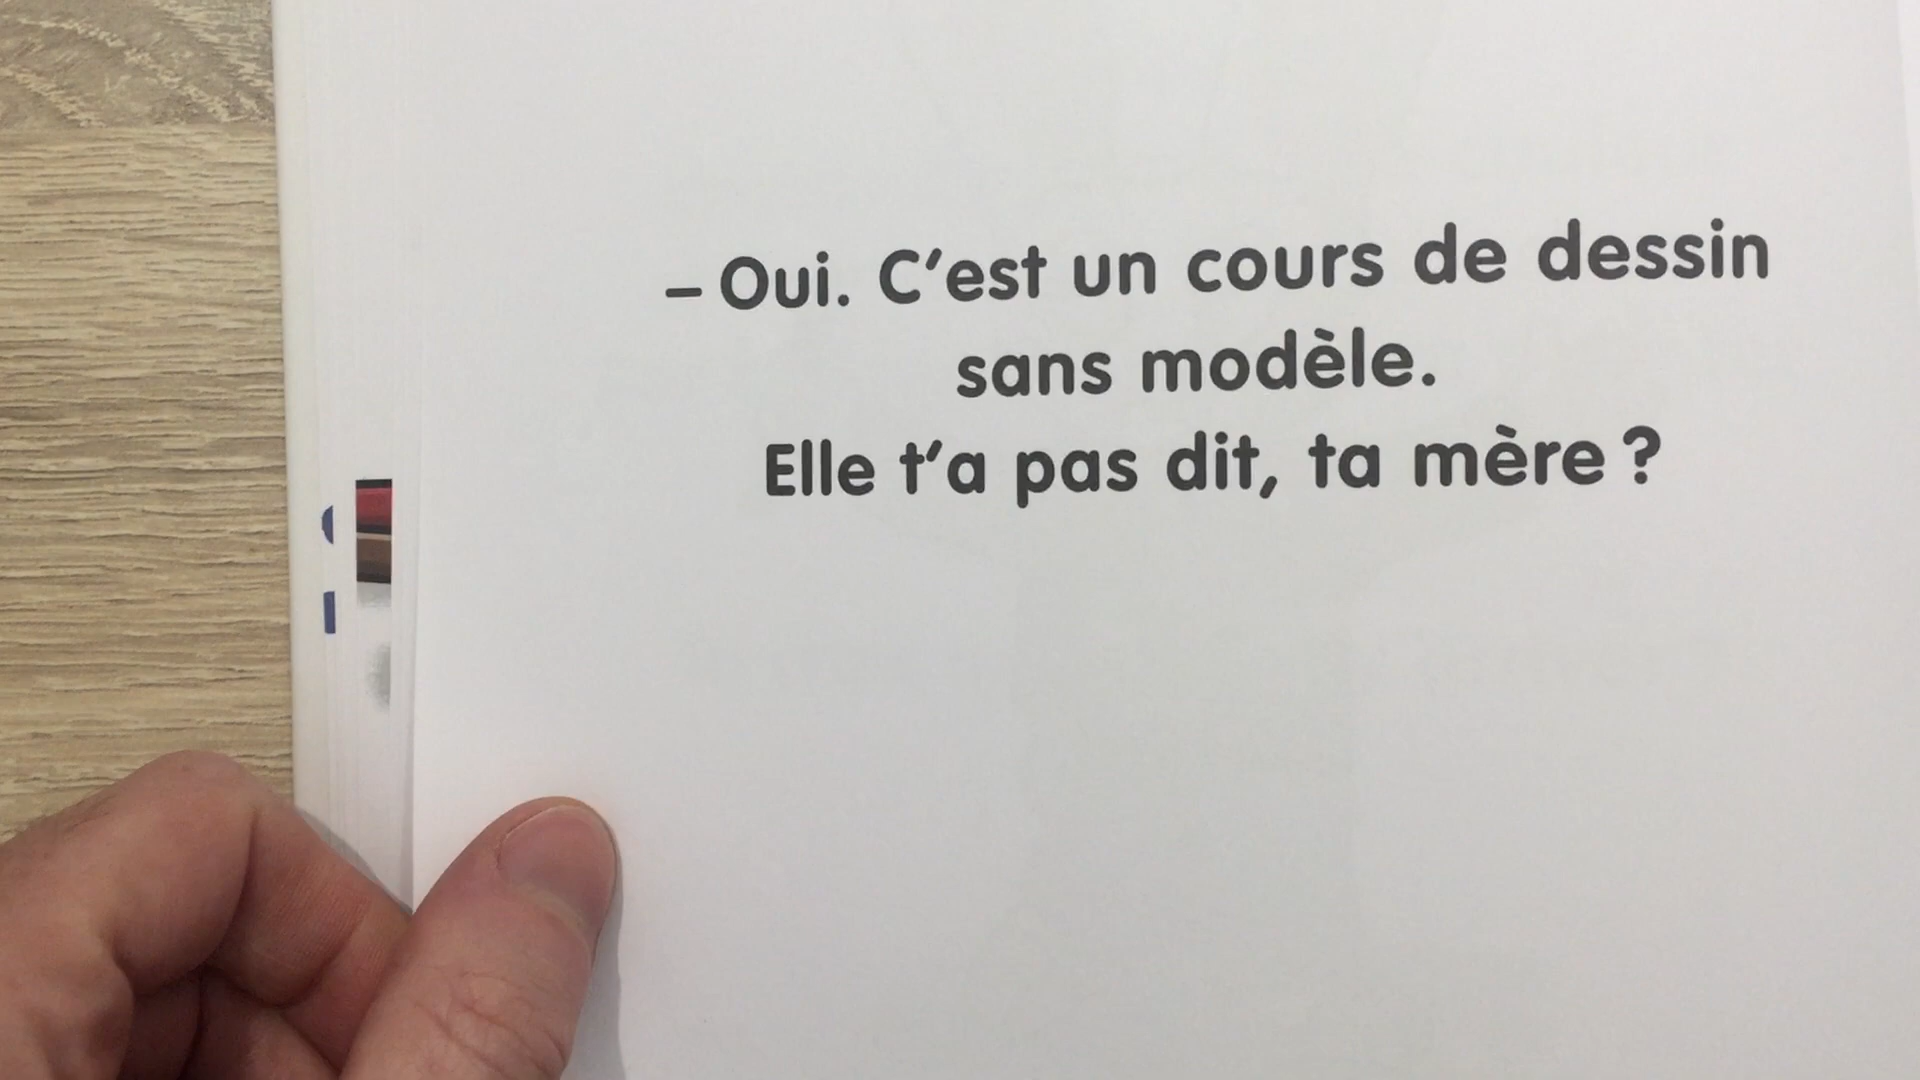 – Oui. C’est un cours de dessin
sans modèle.
Elle t’a pas dit, ta mère ?